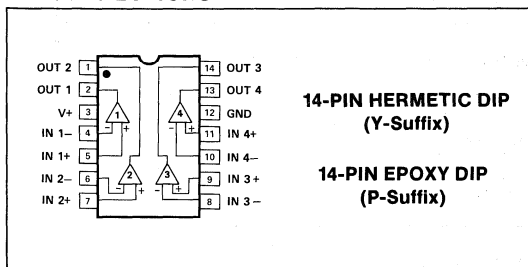 OUT 2 1 14 OUT 3
OUT 1 2 13 OUT 4
V+ 3 1 4 12 GND
IN 1− 4 − + − + 11 IN 4+
IN 1+ 5 10 IN 4−
IN 2− 6 2 3 9 IN 3+
IN 2+ 7 − + − + 8 IN 3−
14-PIN HERMETIC DIP
(Y-Suffix)
14-PIN EPOXY DIP
(P-Suffix)